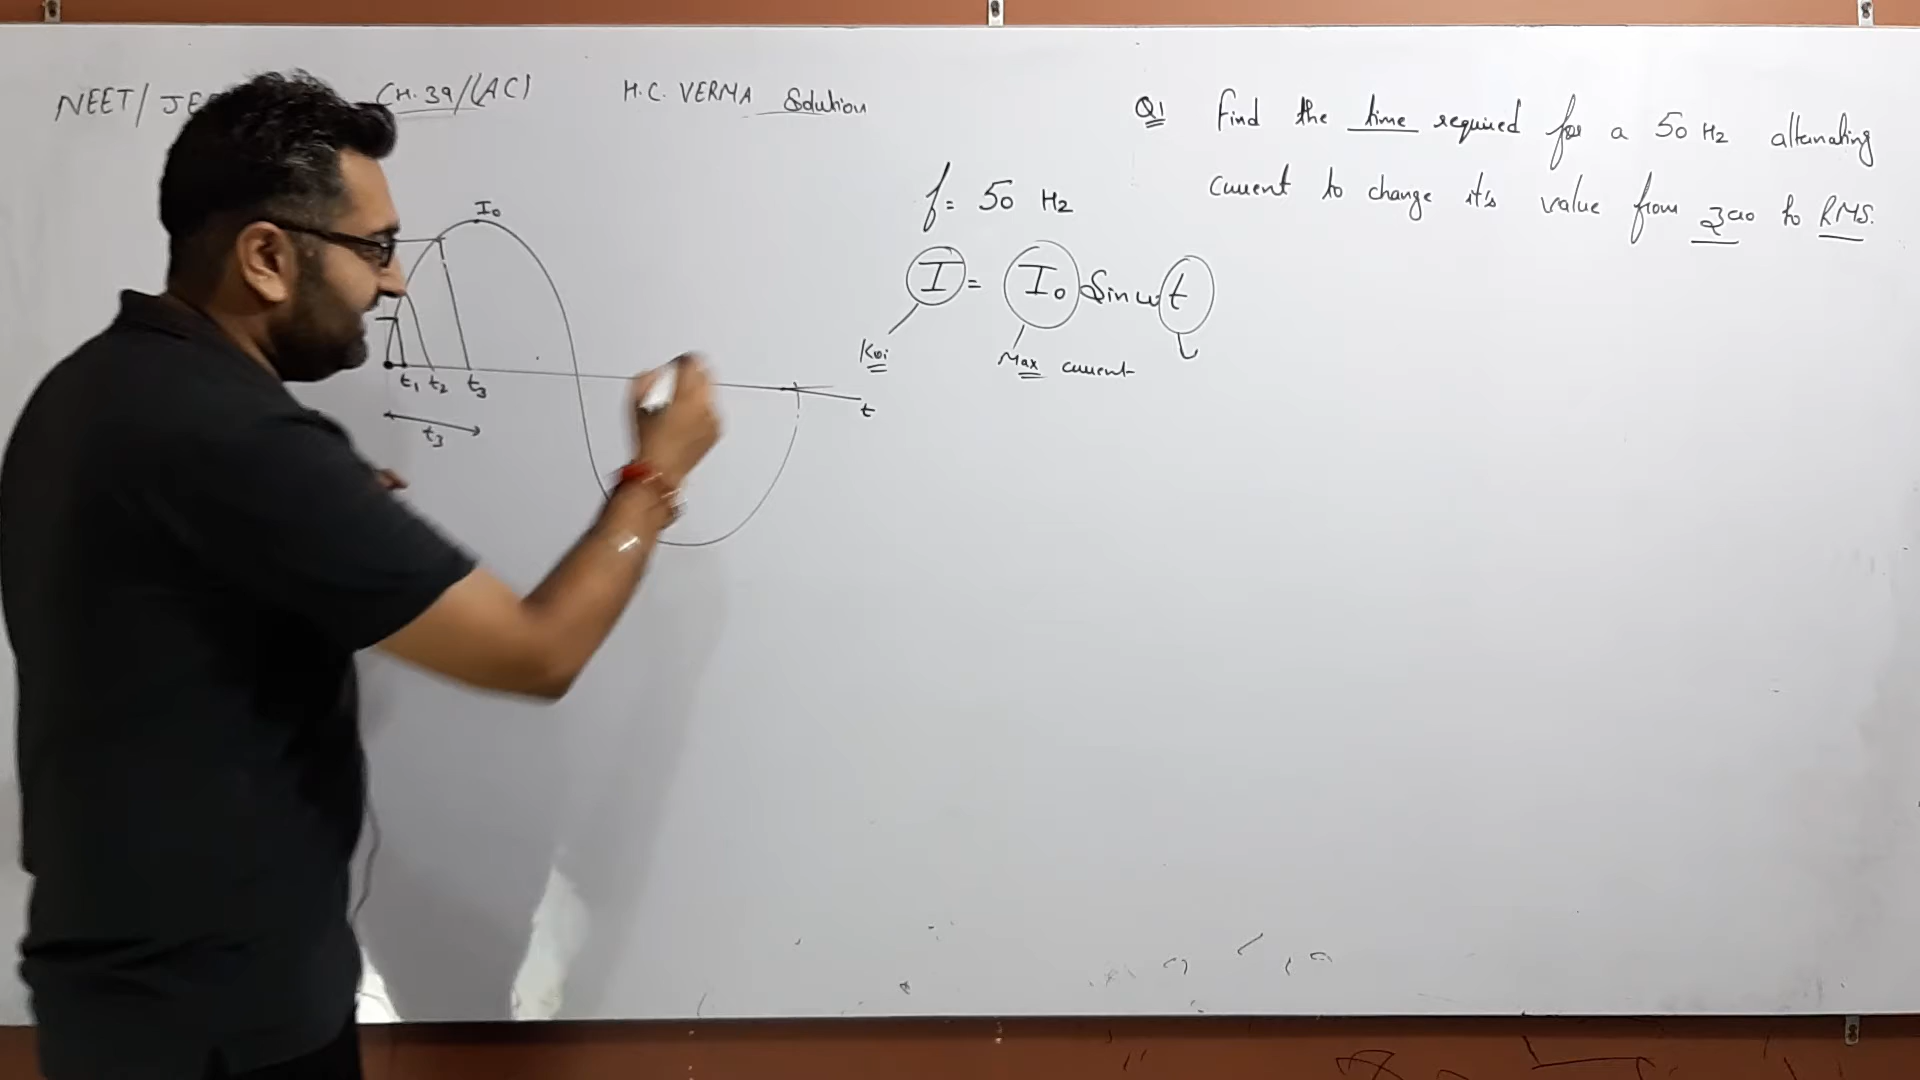 NEET/ JE CH.39/(AC) H.C. VERMA Solution
Q1 Find the time required for a 50 Hz alternating
current to change it's value from zero to RMS.
f = 50 Hz
I = I₀ Sin ωt
Koi
Max current
I₀
t₁ t₂ t₃
t₃
t